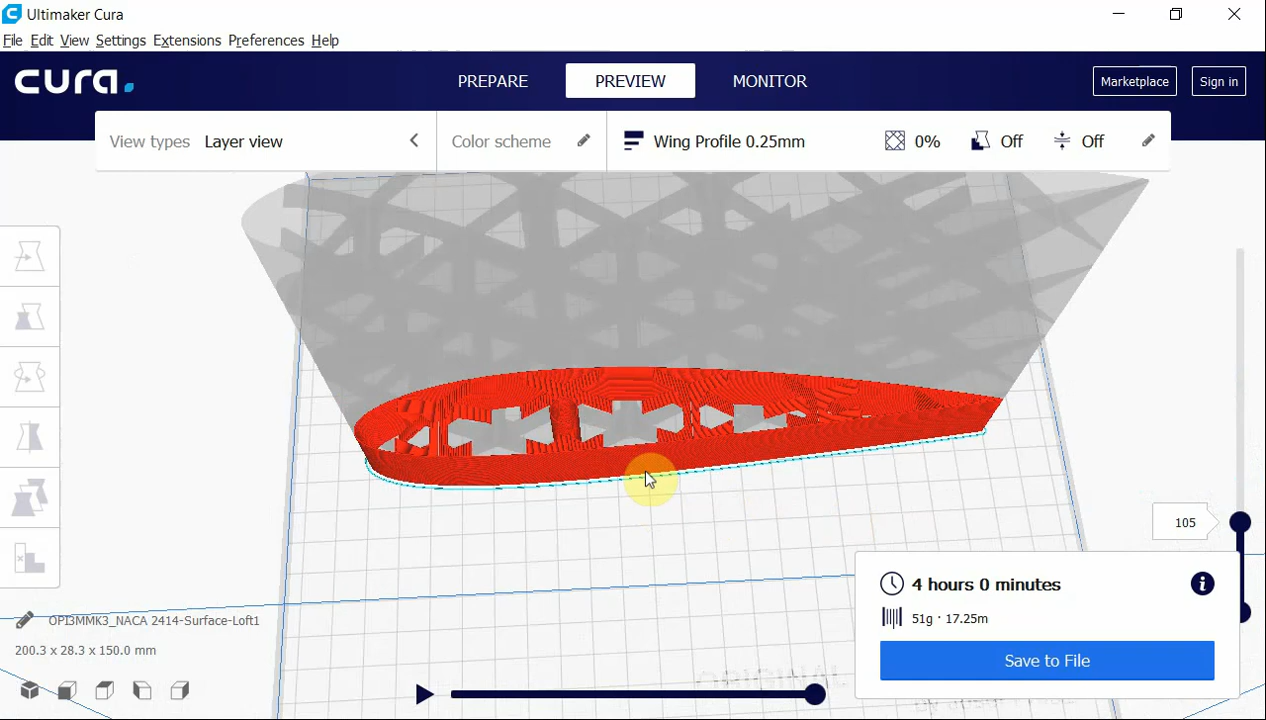 Ultimaker Cura
File Edit View Settings Extensions Preferences Help
cura. PREPARE PREVIEW MONITOR Marketplace Sign in
View types Layer view Color scheme Wing Profile 0.25mm 0% Off Off
105
4 hours 0 minutes
51g · 17.25m
Save to File
OPI3MMK3_NACA 2414-Surface-Loft1
200.3 x 28.3 x 150.0 mm
ORIGINAL